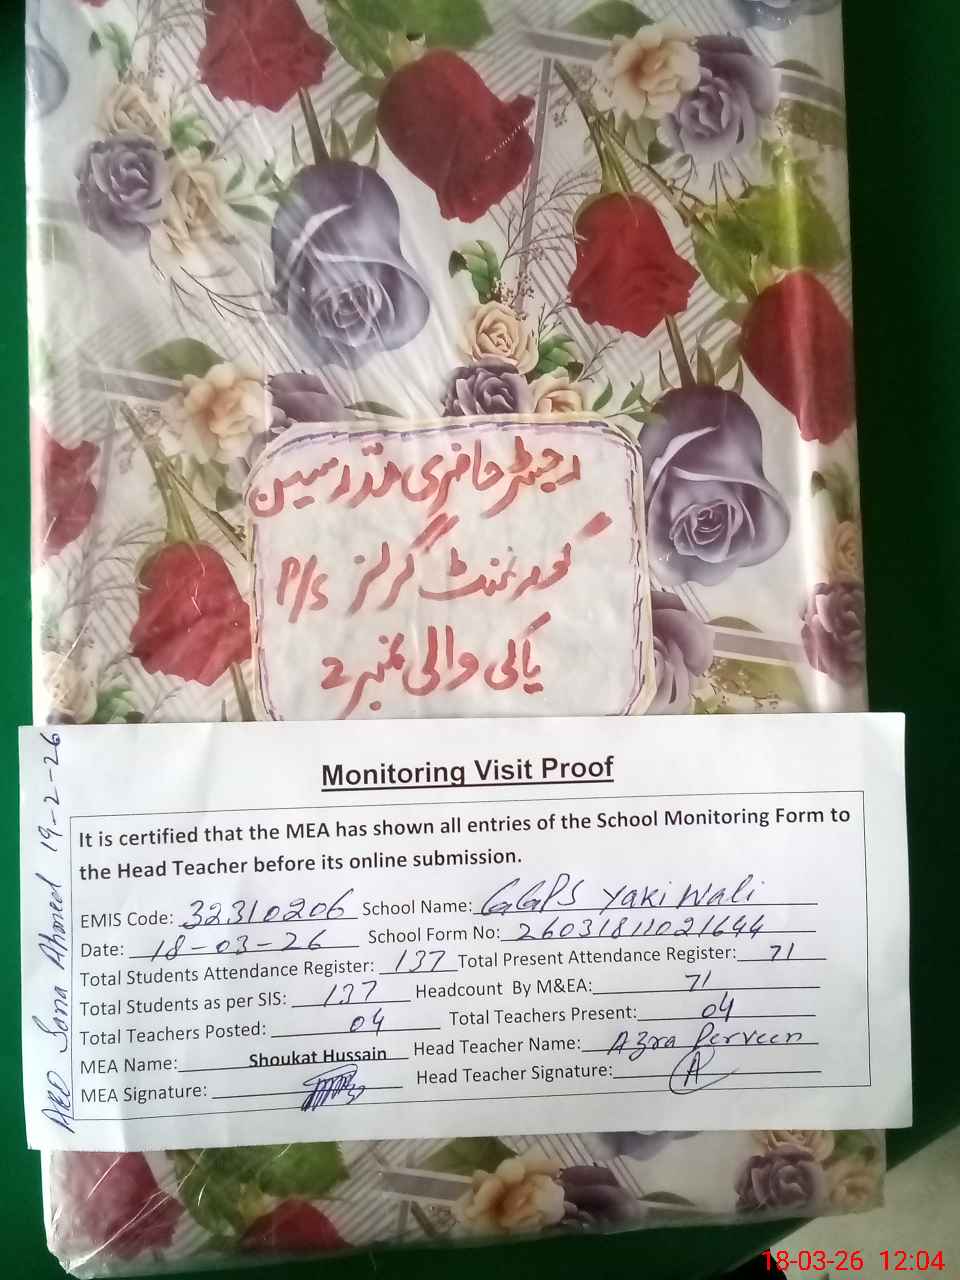 رجسٹر حاضری مدرسین
گورنمنٹ گرلز P/S
یاکی والی نمبر 2
Monitoring Visit Proof
It is certified that the MEA has shown all entries of the School Monitoring Form to
the Head Teacher before its online submission.
EMIS Code: 32310206 School Name: GGPS Yaki Wali
Date: 18-03-26 School Form No: 26031811021644
Total Students Attendance Register: 137 Total Present Attendance Register: 71
Total Students as per SIS: 137 Headcount By M&EA: 71
Total Teachers Posted: 04 Total Teachers Present: 04
MEA Name: Shoukat Hussain Head Teacher Name: Azra Perveen
MEA Signature: Head Teacher Signature: A
Sana Ahmed 19-2-26
18-03-26 12:04